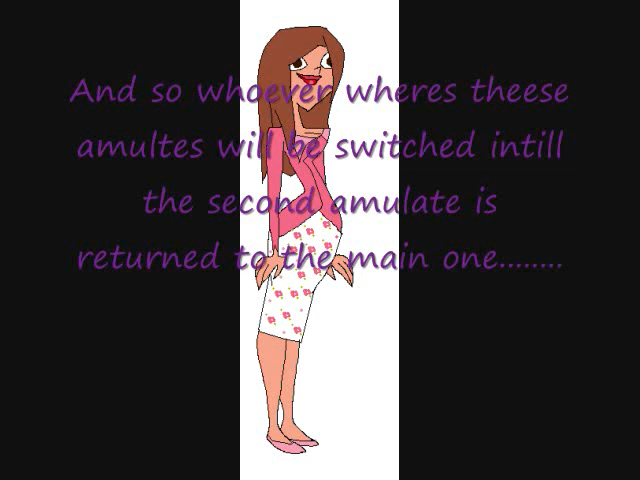 And so whoever wheres theese
amultes will be switched intill
the second amulate is
returned to the main one........